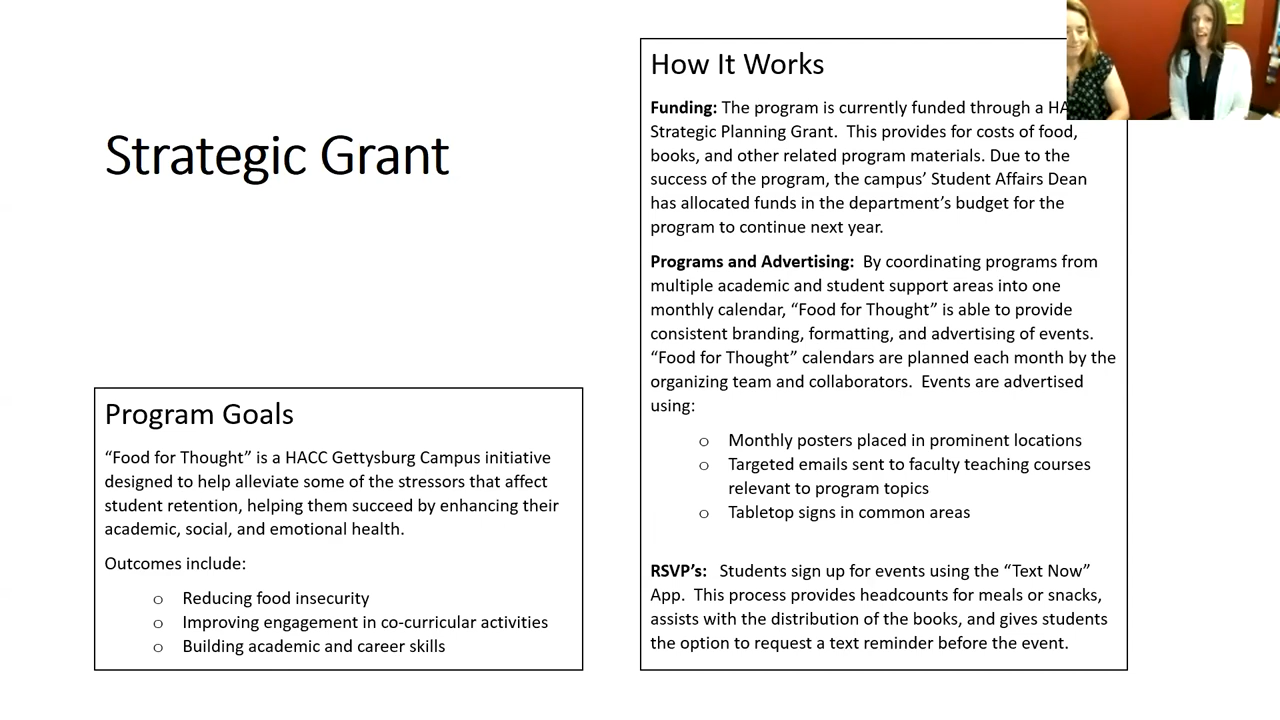 Strategic Grant
Program Goals
“Food for Thought” is a HACC Gettysburg Campus initiative
designed to help alleviate some of the stressors that affect
student retention, helping them succeed by enhancing their
academic, social, and emotional health.
Outcomes include:
o Reducing food insecurity
o Improving engagement in co-curricular activities
o Building academic and career skills
How It Works
Funding: The program is currently funded through a HA
Strategic Planning Grant. This provides for costs of food,
books, and other related program materials. Due to the
success of the program, the campus’ Student Affairs Dean
has allocated funds in the department’s budget for the
program to continue next year.
Programs and Advertising: By coordinating programs from
multiple academic and student support areas into one
monthly calendar, “Food for Thought” is able to provide
consistent branding, formatting, and advertising of events.
“Food for Thought” calendars are planned each month by the
organizing team and collaborators. Events are advertised
using:
o Monthly posters placed in prominent locations
o Targeted emails sent to faculty teaching courses
relevant to program topics
o Tabletop signs in common areas
RSVP’s: Students sign up for events using the “Text Now”
App. This process provides headcounts for meals or snacks,
assists with the distribution of the books, and gives students
the option to request a text reminder before the event.